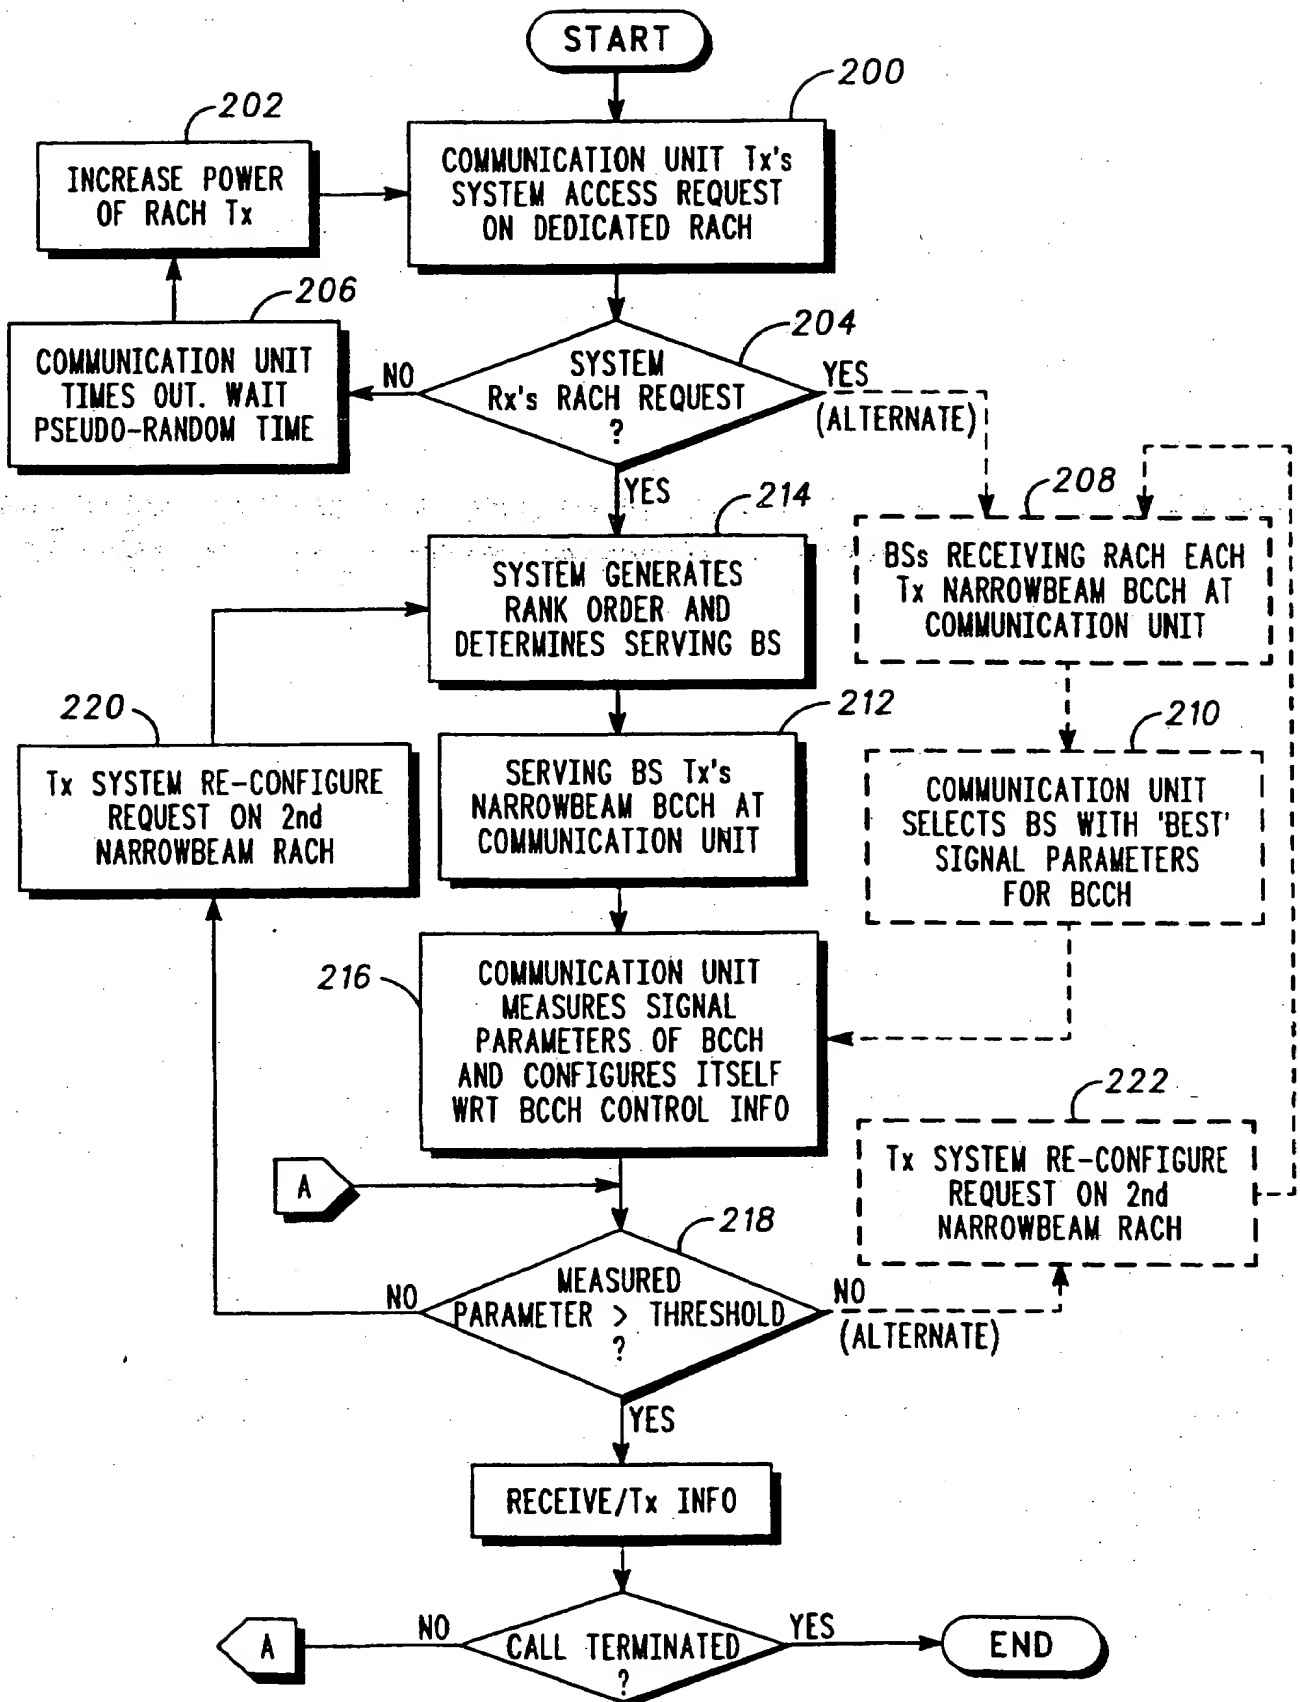 START
200
202
COMMUNICATION UNIT Tx's
SYSTEM ACCESS REQUEST
ON DEDICATED RACH
INCREASE POWER
OF RACH Tx
206
204
COMMUNICATION UNIT
TIMES OUT. WAIT
PSEUDO-RANDOM TIME
NO
SYSTEM
Rx's RACH REQUEST
?
YES
(ALTERNATE)
YES
214
208
SYSTEM GENERATES
RANK ORDER AND
DETERMINES SERVING BS
BSs RECEIVING RACH EACH
Tx NARROWBEAM BCCH AT
COMMUNICATION UNIT
220
212
210
Tx SYSTEM RE-CONFIGURE
REQUEST ON 2nd
NARROWBEAM RACH
SERVING BS Tx's
NARROWBEAM BCCH AT
COMMUNICATION UNIT
COMMUNICATION UNIT
SELECTS BS WITH 'BEST'
SIGNAL PARAMETERS
FOR BCCH
216
COMMUNICATION UNIT
MEASURES SIGNAL
PARAMETERS OF BCCH
AND CONFIGURES ITSELF
WRT BCCH CONTROL INFO
222
Tx SYSTEM RE-CONFIGURE
REQUEST ON 2nd
NARROWBEAM RACH
A
218
NO
MEASURED
PARAMETER > THRESHOLD
?
NO
(ALTERNATE)
YES
RECEIVE/Tx INFO
A
NO
CALL TERMINATED
?
YES
END